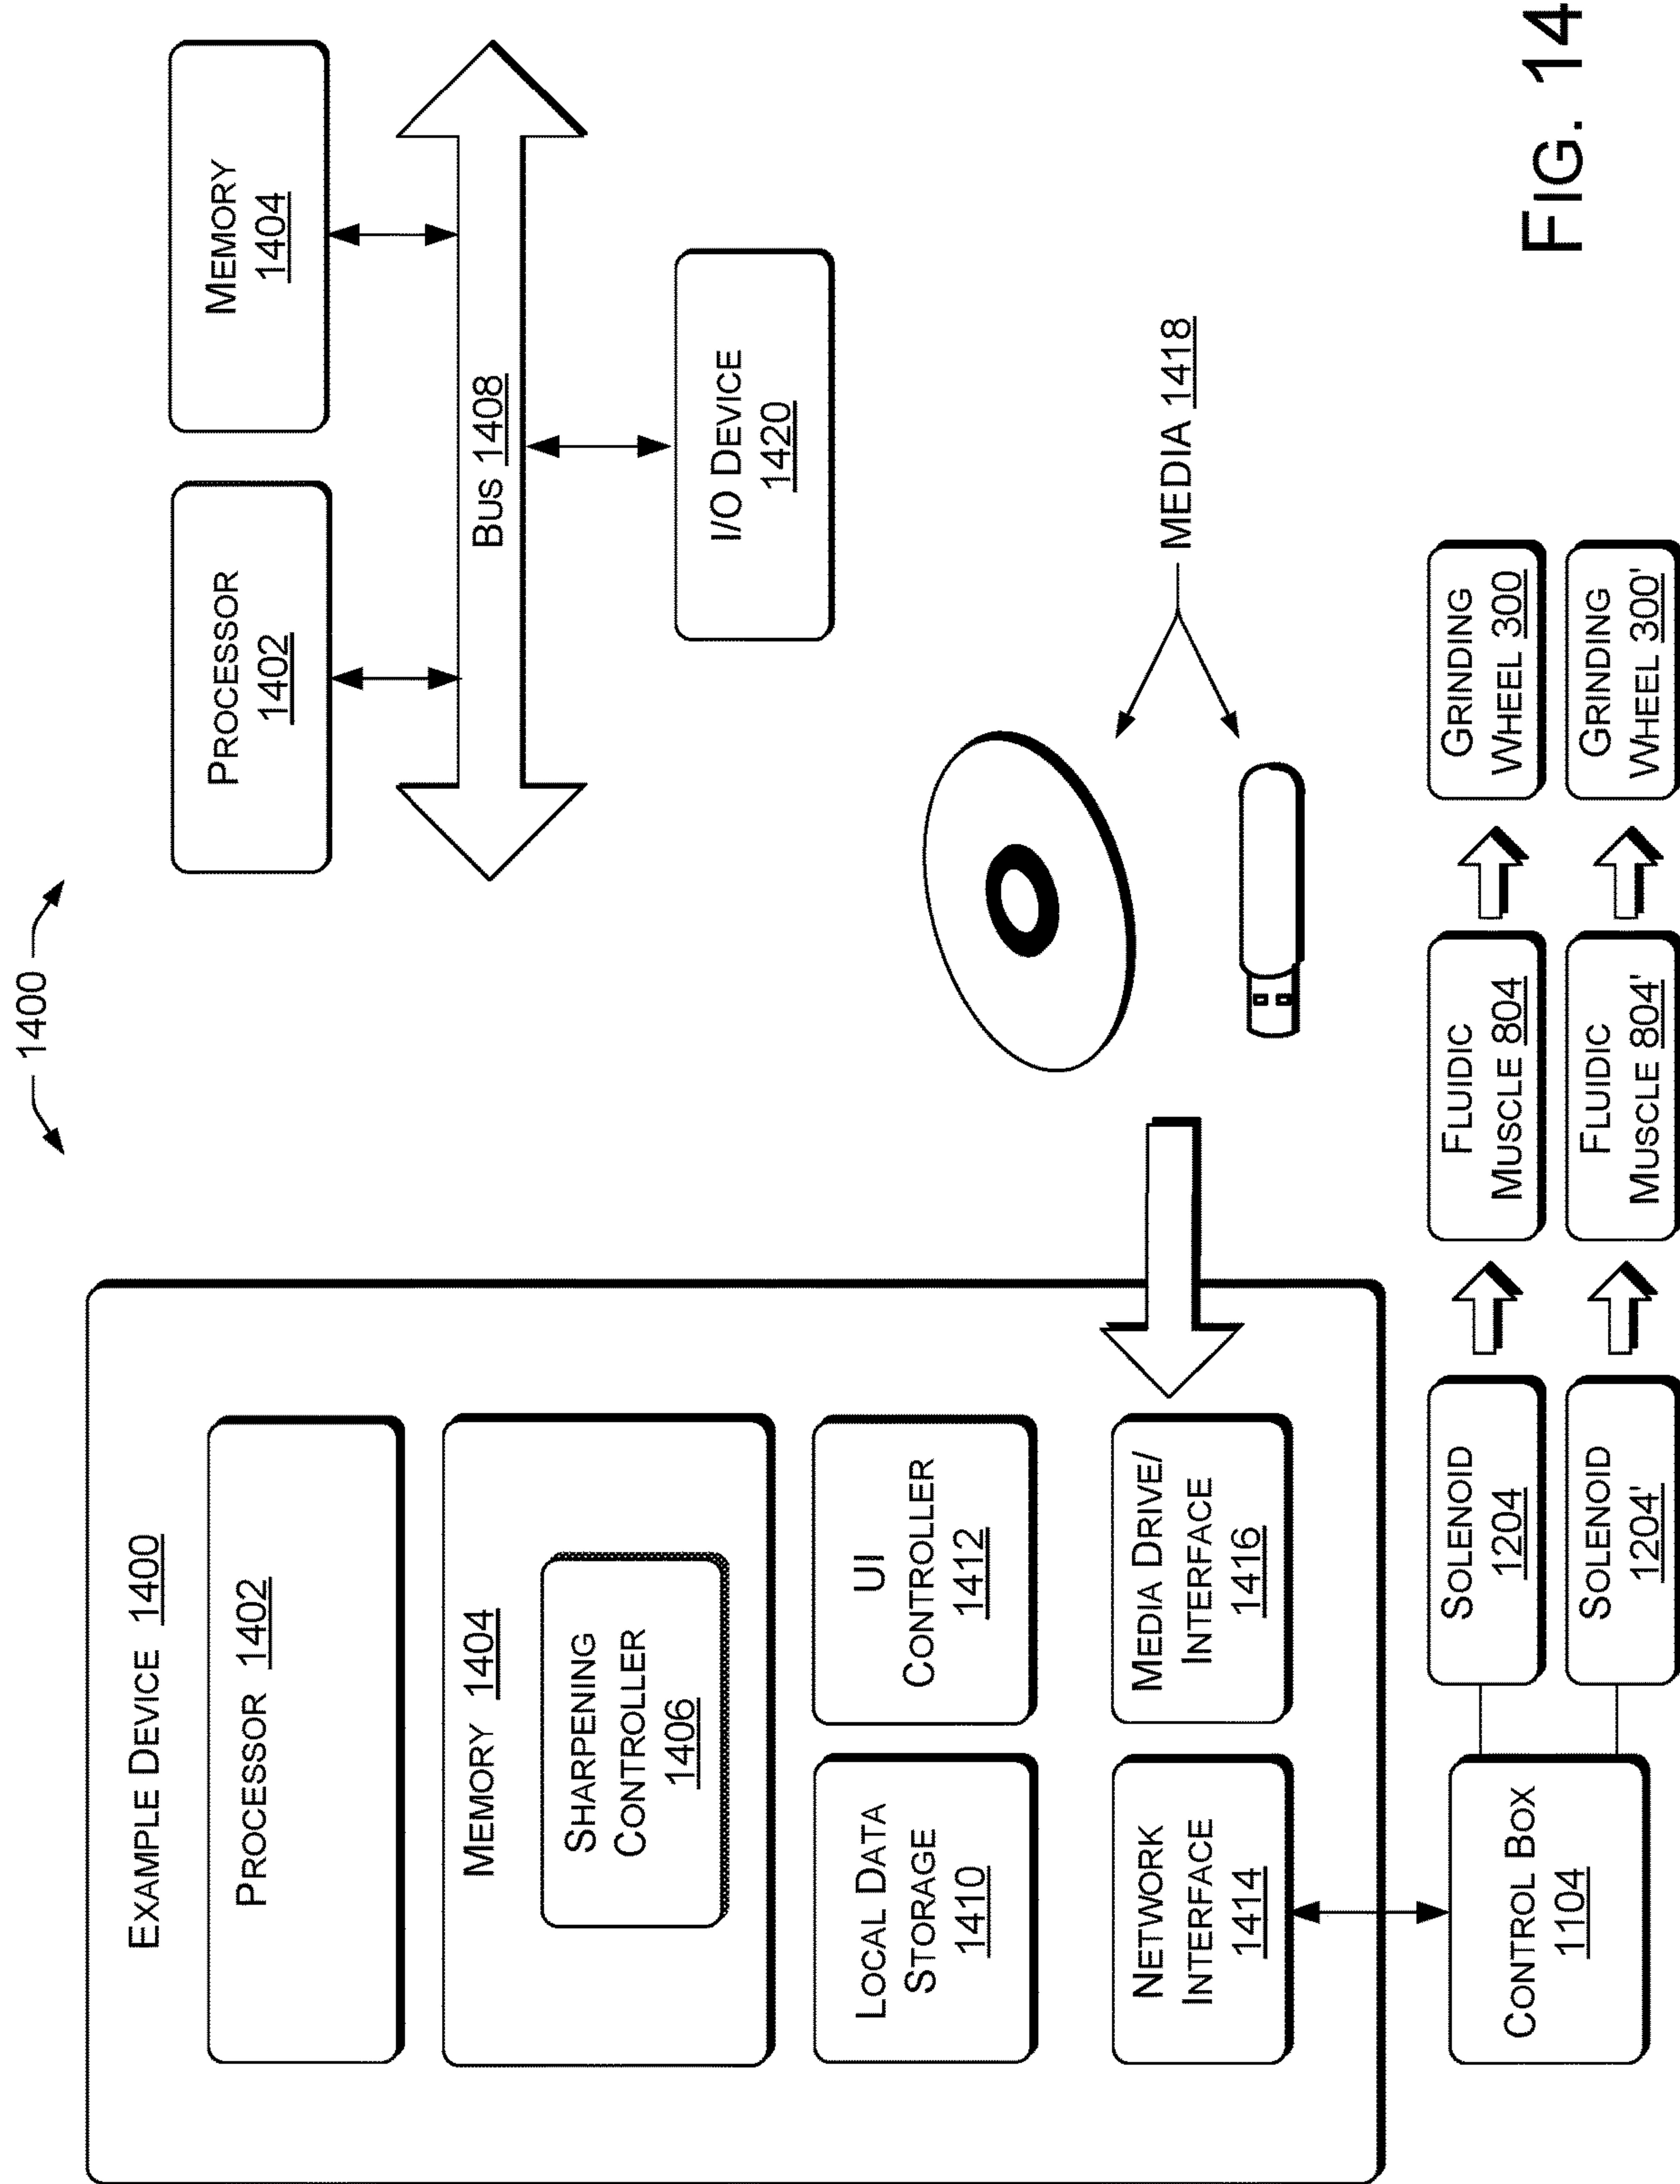 1400
EXAMPLE DEVICE 1400
PROCESSOR 1402
MEMORY 1404
SHARPENING
CONTROLLER
1406
LOCAL DATA
STORAGE
1410
UI
CONTROLLER
1412
NETWORK
INTERFACE
1414
MEDIA DRIVE/
INTERFACE
1416
PROCESSOR
1402
MEMORY
1404
BUS 1408
I/O DEVICE
1420
MEDIA 1418
CONTROL BOX
1104
SOLENOID
1204
FLUIDIC
MUSCLE 804
GRINDING
WHEEL 300
SOLENOID
1204'
FLUIDIC
MUSCLE 804'
GRINDING
WHEEL 300'
FIG. 14